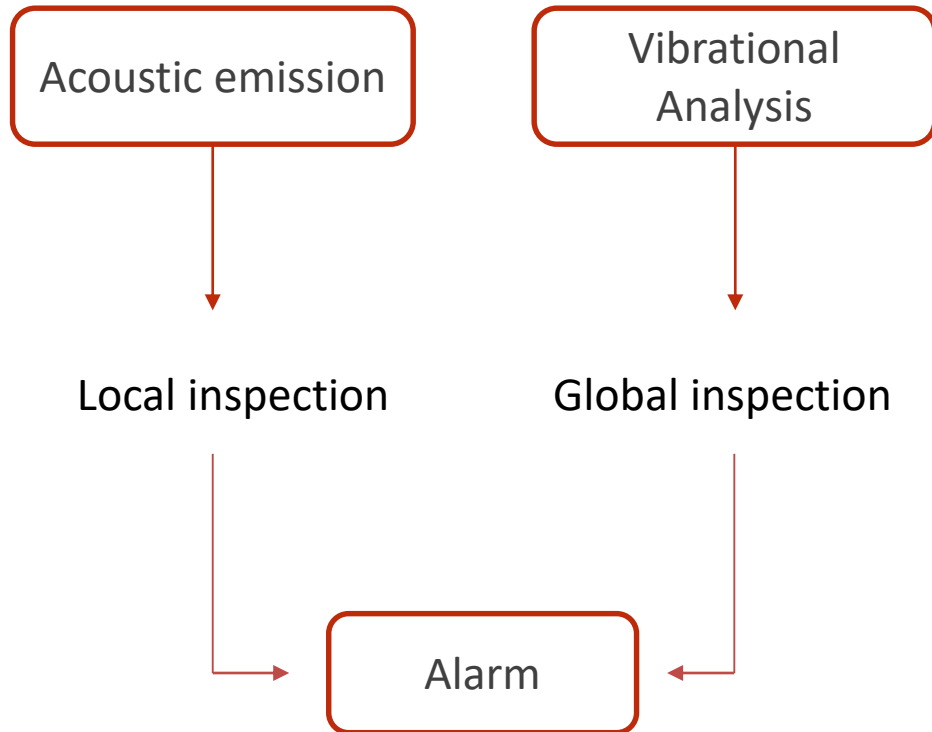 Acoustic emission
Vibrational
Analysis
Local inspection
Global inspection
Alarm